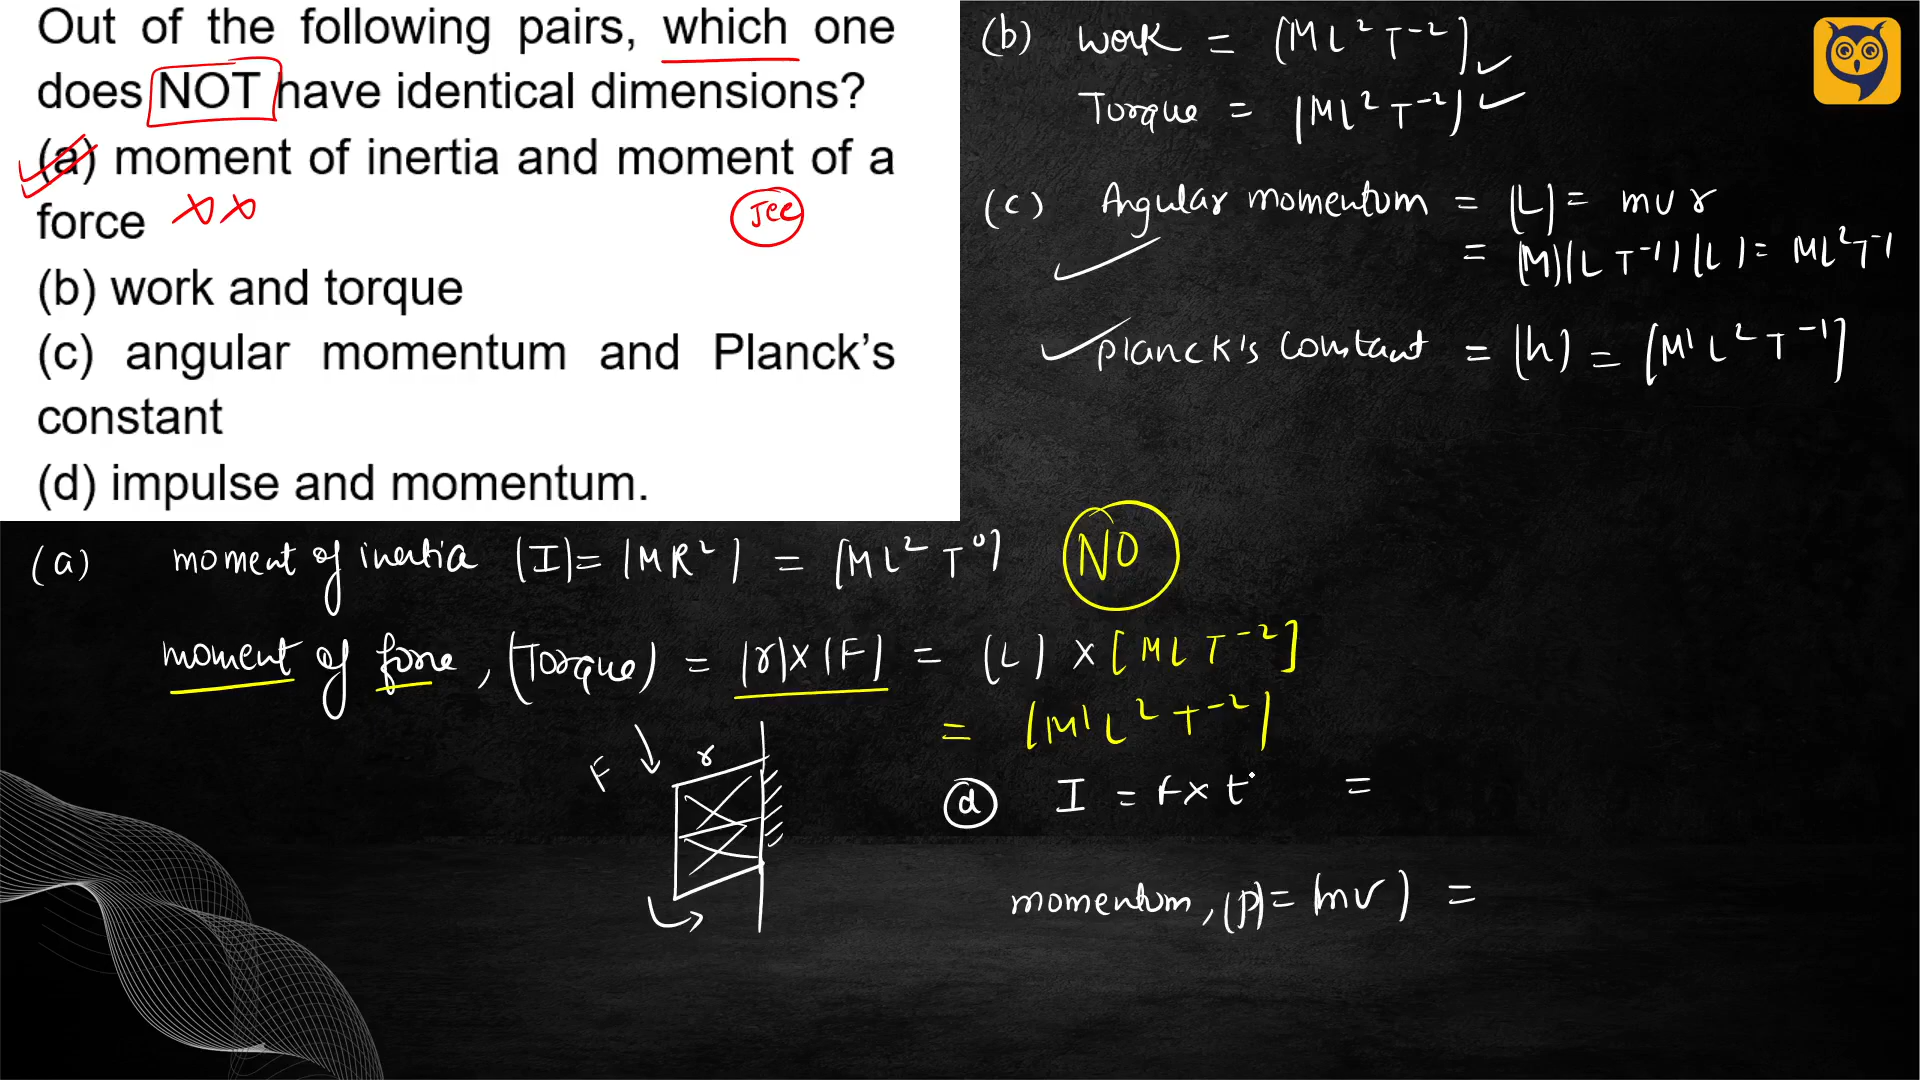 Out of the following pairs, which one
does NOT have identical dimensions?
(a) moment of inertia and moment of a
force ××
Jee
(b) work and torque
(c) angular momentum and Planck's
constant
(d) impulse and momentum.
(b) work = [ML²T⁻²] ✓
Torque = [ML²T⁻²] ✓
(c) Angular momentum = [L] = mvr
= [M][LT⁻¹][L] = ML²T⁻¹
✓ Planck's constant = [h] = [M¹L²T⁻¹]
(a) moment of inertia [I] = [MR²] = [ML²T⁰] NO
moment of force, (Torque) = [r]×[F] = [L] × [MLT⁻²]
= [M¹L²T⁻²]
F r
(d) I = F×t =
momentum, [p] = [mv] =